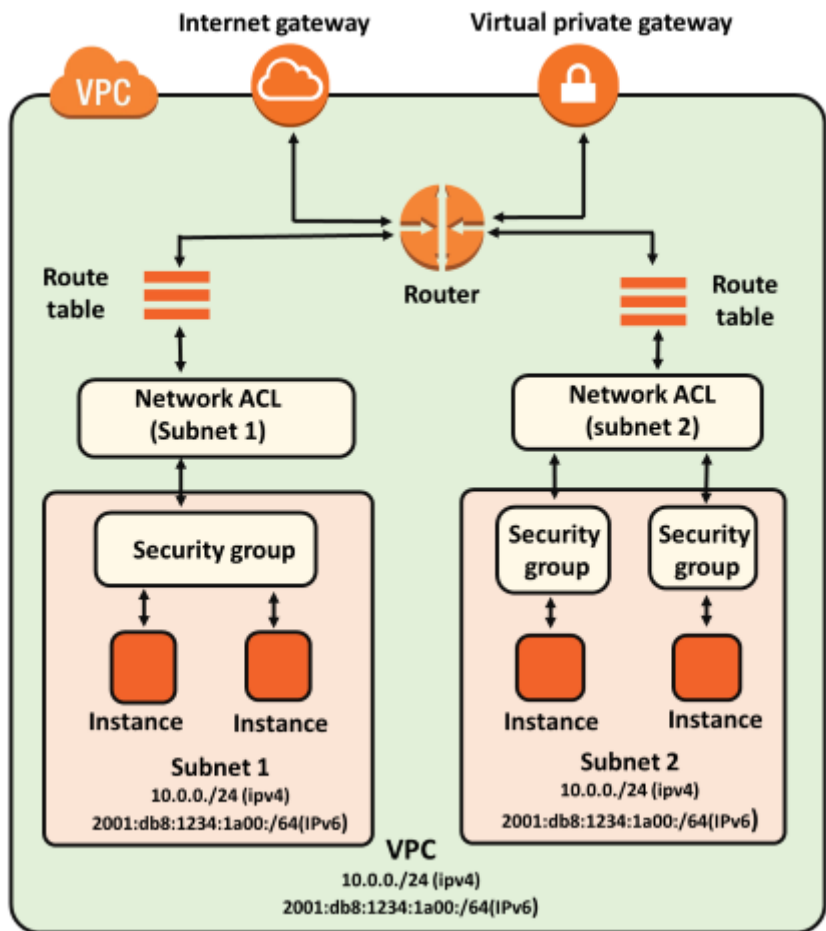 Internet gateway
Virtual private gateway
VPC
Route
table
Router
Route
table
Network ACL
(Subnet 1)
Network ACL
(subnet 2)
Security group
Security
group
Security
group
Instance
Instance
Instance
Instance
Subnet 1
10.0.0./24 (ipv4)
2001:db8:1234:1a00:/64(IPv6)
Subnet 2
10.0.0./24 (ipv4)
2001:db8:1234:1a00:/64(IPv6)
VPC
10.0.0./24 (ipv4)
2001:db8:1234:1a00:/64(IPv6)